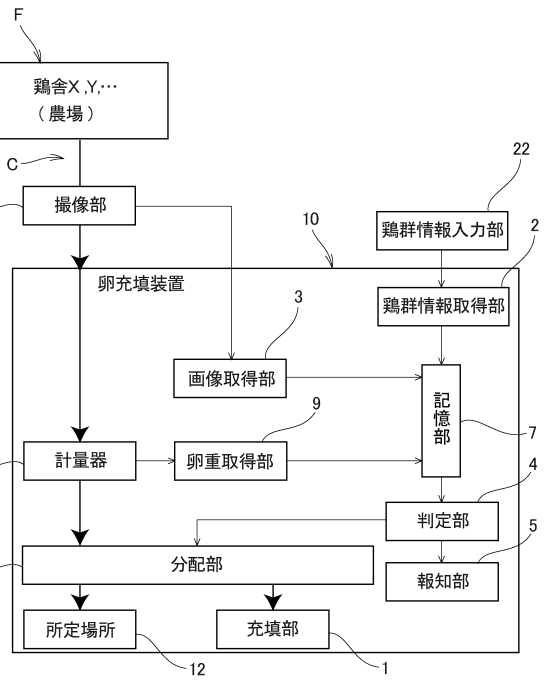 F
鶏舎X ,Y,…
（農場）
C
22
撮像部
10
鶏群情報入力部
2
卵充填装置
鶏群情報取得部
3
画像取得部
記憶部
9
7
計量器
卵重取得部
4
判定部
5
分配部
報知部
所定場所
充填部
12
1